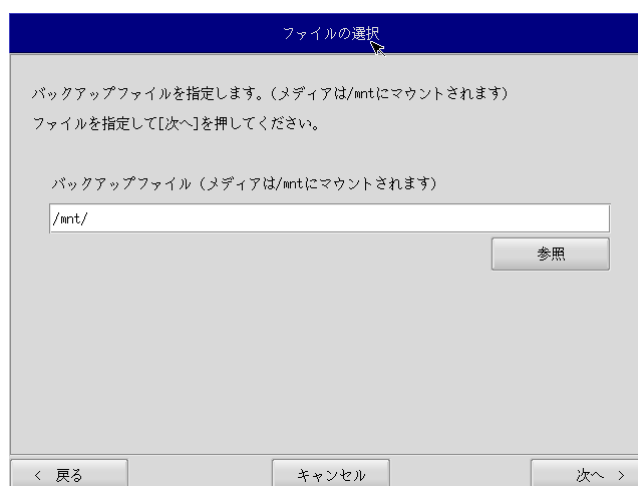 ファイルの選択
バックアップファイルを指定します。(メディアは/mntにマウントされます)
ファイルを指定して[次へ]を押してください。
バックアップファイル (メディアは/mntにマウントされます)
/mnt/
参照
< 戻る
キャンセル
次へ >